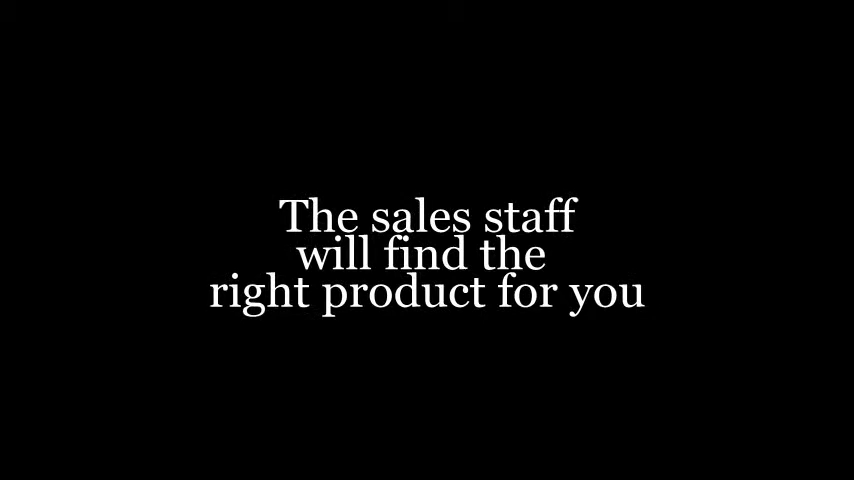 The sales staff
will find the
right product for you